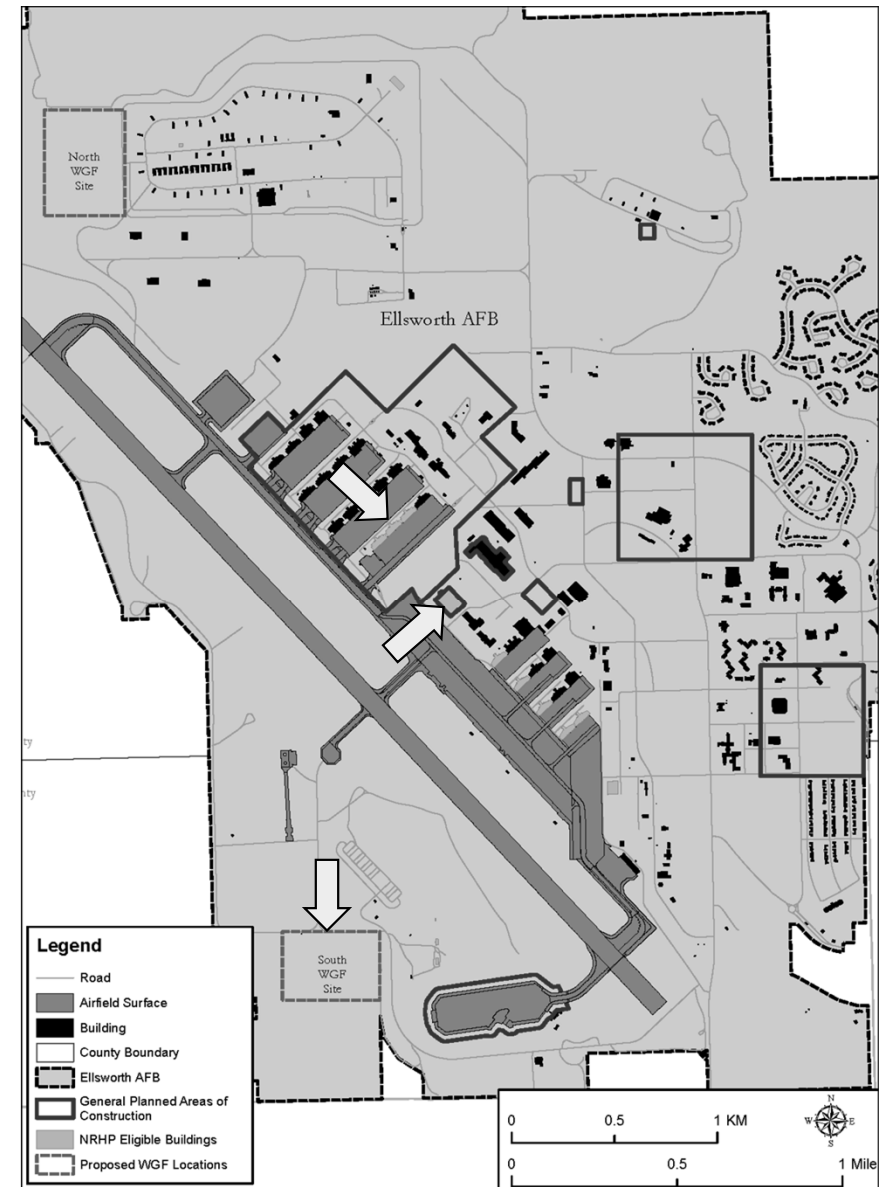 North
WGF
Site
Ellsworth AFB
ty
nty
South
WGF
Site
Legend
Road
Airfield Surface
Building
County Boundary
Ellsworth AFB
General Planned Areas of
Construction
NRHP Eligible Buildings
Proposed WGF Locations
N
W E
S
0 0.5 1 KM
0 0.5 1 Mile